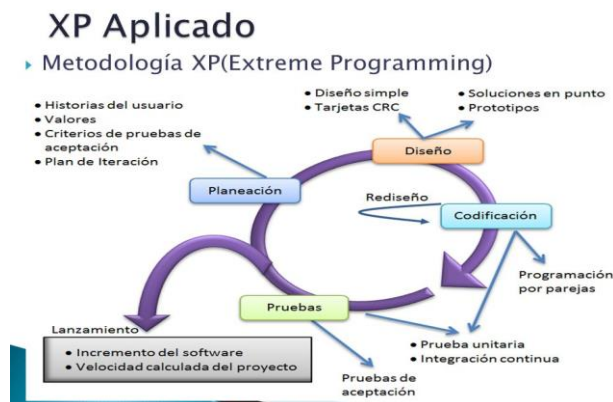 XP Aplicado
Metodología XP(Extreme Programming)
• Historias del usuario
• Valores
• Criterios de pruebas de
aceptación
• Plan de Iteración
• Diseño simple
• Tarjetas CRC
• Soluciones en punto
• Prototipos
Diseño
Planeación
Rediseño
Codificación
Programación
por parejas
Pruebas
Lanzamiento
• Incremento del software
• Velocidad calculada del proyecto
• Prueba unitaria
• Integración continua
Pruebas de
aceptación